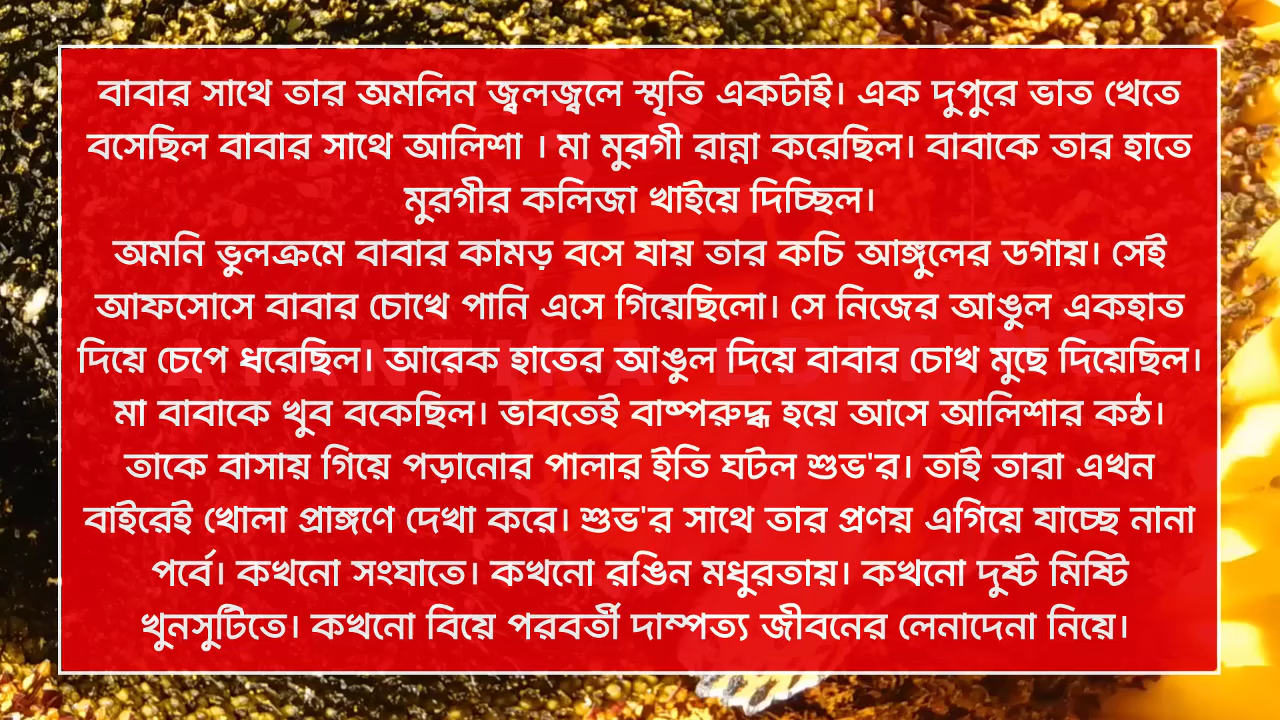 বাবার সাথে তার অমলিন জ্বলজ্বলে স্মৃতি একটাই। এক দুপুরে ভাত খেতে
বসেছিল বাবার সাথে আলিশা । মা মুরগী রান্না করেছিল। বাবাকে তার হাতে
মুরগীর কলিজা খাইয়ে দিচ্ছিল।
অমনি ভুলক্রমে বাবার কামড় বসে যায় তার কচি আঙ্গুলের ডগায়। সেই
আফসোসে বাবার চোখে পানি এসে গিয়েছিলো। সে নিজের আঙুল একহাত
দিয়ে চেপে ধরেছিল। আরেক হাতের আঙুল দিয়ে বাবার চোখ মুছে দিয়েছিল।
মা বাবাকে খুব বকেছিল। ভাবতেই বাষ্পরুদ্ধ হয়ে আসে আলিশার কন্ঠ।
তাকে বাসায় গিয়ে পড়ানোর পালার ইতি ঘটল শুভ'র। তাই তারা এখন
বাইরেই খোলা প্রাঙ্গণে দেখা করে। শুভ'র সাথে তার প্রণয় এগিয়ে যাচ্ছে নানা
পর্বে। কখনো সংঘাতে। কখনো রঙিন মধুরতায়। কখনো দুষ্ট মিষ্টি
খুনসুটিতে। কখনো বিয়ে পরবর্তী দাম্পত্য জীবনের লেনাদেনা নিয়ে।